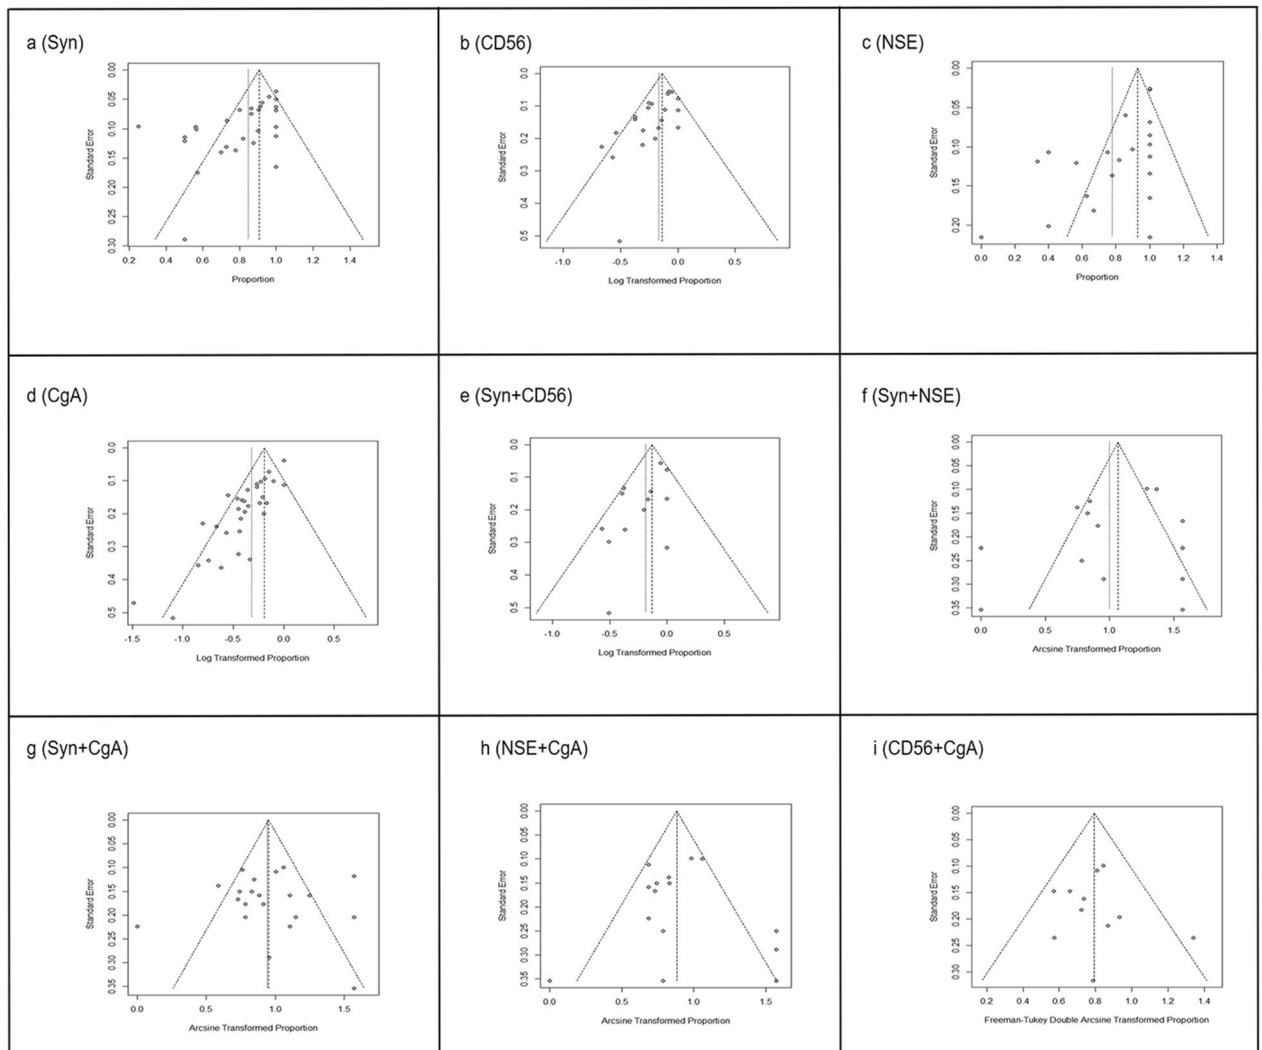 a (Syn)
Standard Error
0.00
0.05
0.10
0.15
0.20
0.25
0.30
0.2 0.4 0.6 0.8 1.0 1.2 1.4
Proportion
b (CD56)
Standard Error
0.0
0.1
0.2
0.3
0.4
0.5
-1.0 -0.5 0.0 0.5
Log Transformed Proportion
c (NSE)
Standard Error
0.00
0.05
0.10
0.15
0.20
0.0 0.2 0.4 0.6 0.8 1.0 1.2 1.4
Proportion
d (CgA)
Standard Error
0.0
0.1
0.2
0.3
0.4
0.5
-1.5 -1.0 -0.5 0.0 0.5
Log Transformed Proportion
e (Syn+CD56)
Standard Error
0.0
0.1
0.2
0.3
0.4
0.5
-1.0 -0.5 0.0 0.5
Log Transformed Proportion
f (Syn+NSE)
Standard Error
0.00
0.05
0.10
0.15
0.20
0.25
0.30
0.35
0.0 0.5 1.0 1.5
Arcsine Transformed Proportion
g (Syn+CgA)
Standard Error
0.00
0.05
0.10
0.15
0.20
0.25
0.30
0.35
0.0 0.5 1.0 1.5
Arcsine Transformed Proportion
h (NSE+CgA)
Standard Error
0.00
0.05
0.10
0.15
0.20
0.25
0.30
0.35
0.0 0.5 1.0 1.5
Arcsine Transformed Proportion
i (CD56+CgA)
Standard Error
0.00
0.05
0.10
0.15
0.20
0.25
0.30
0.2 0.4 0.6 0.8 1.0 1.2 1.4
Freeman-Tukey Double Arcsine Transformed Proportion